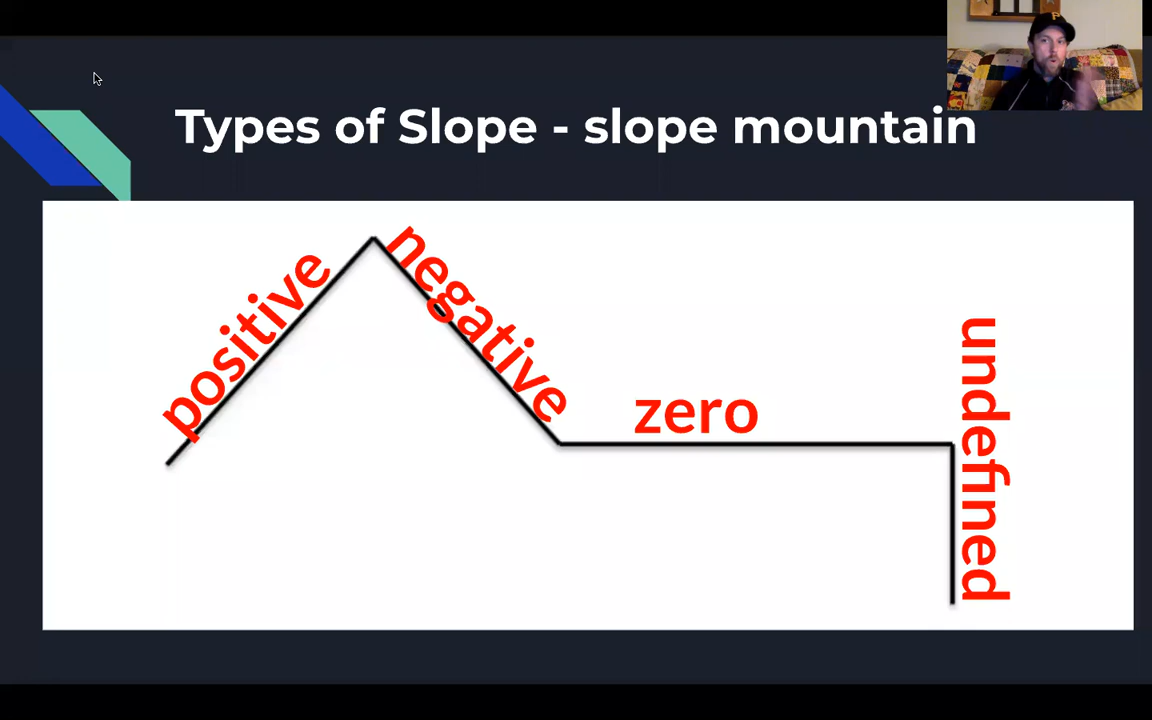 Types of Slope - slope mountain
positive
negative
zero
undefined